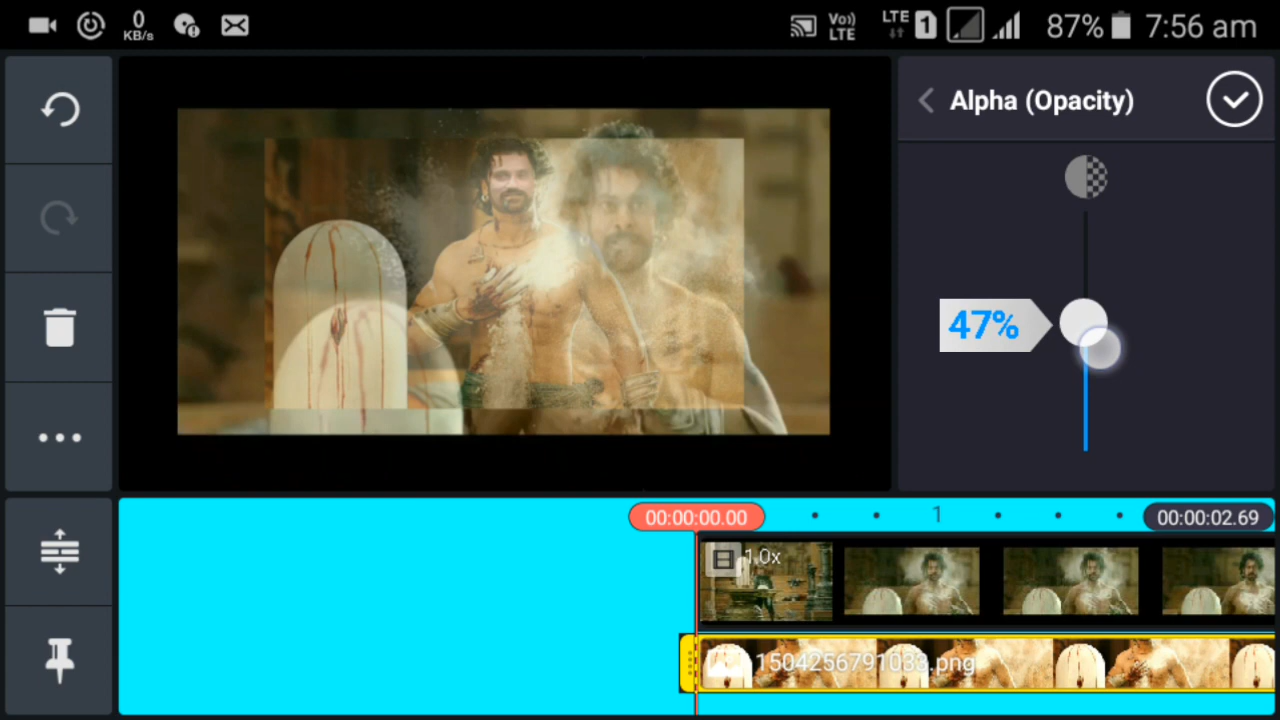 0
KB/s
Vo))
LTE
LTE
1
87%
7:56 am
Alpha (Opacity)
47%
00:00:00.00
1
00:00:02.69
1.0x
1504256791033.png